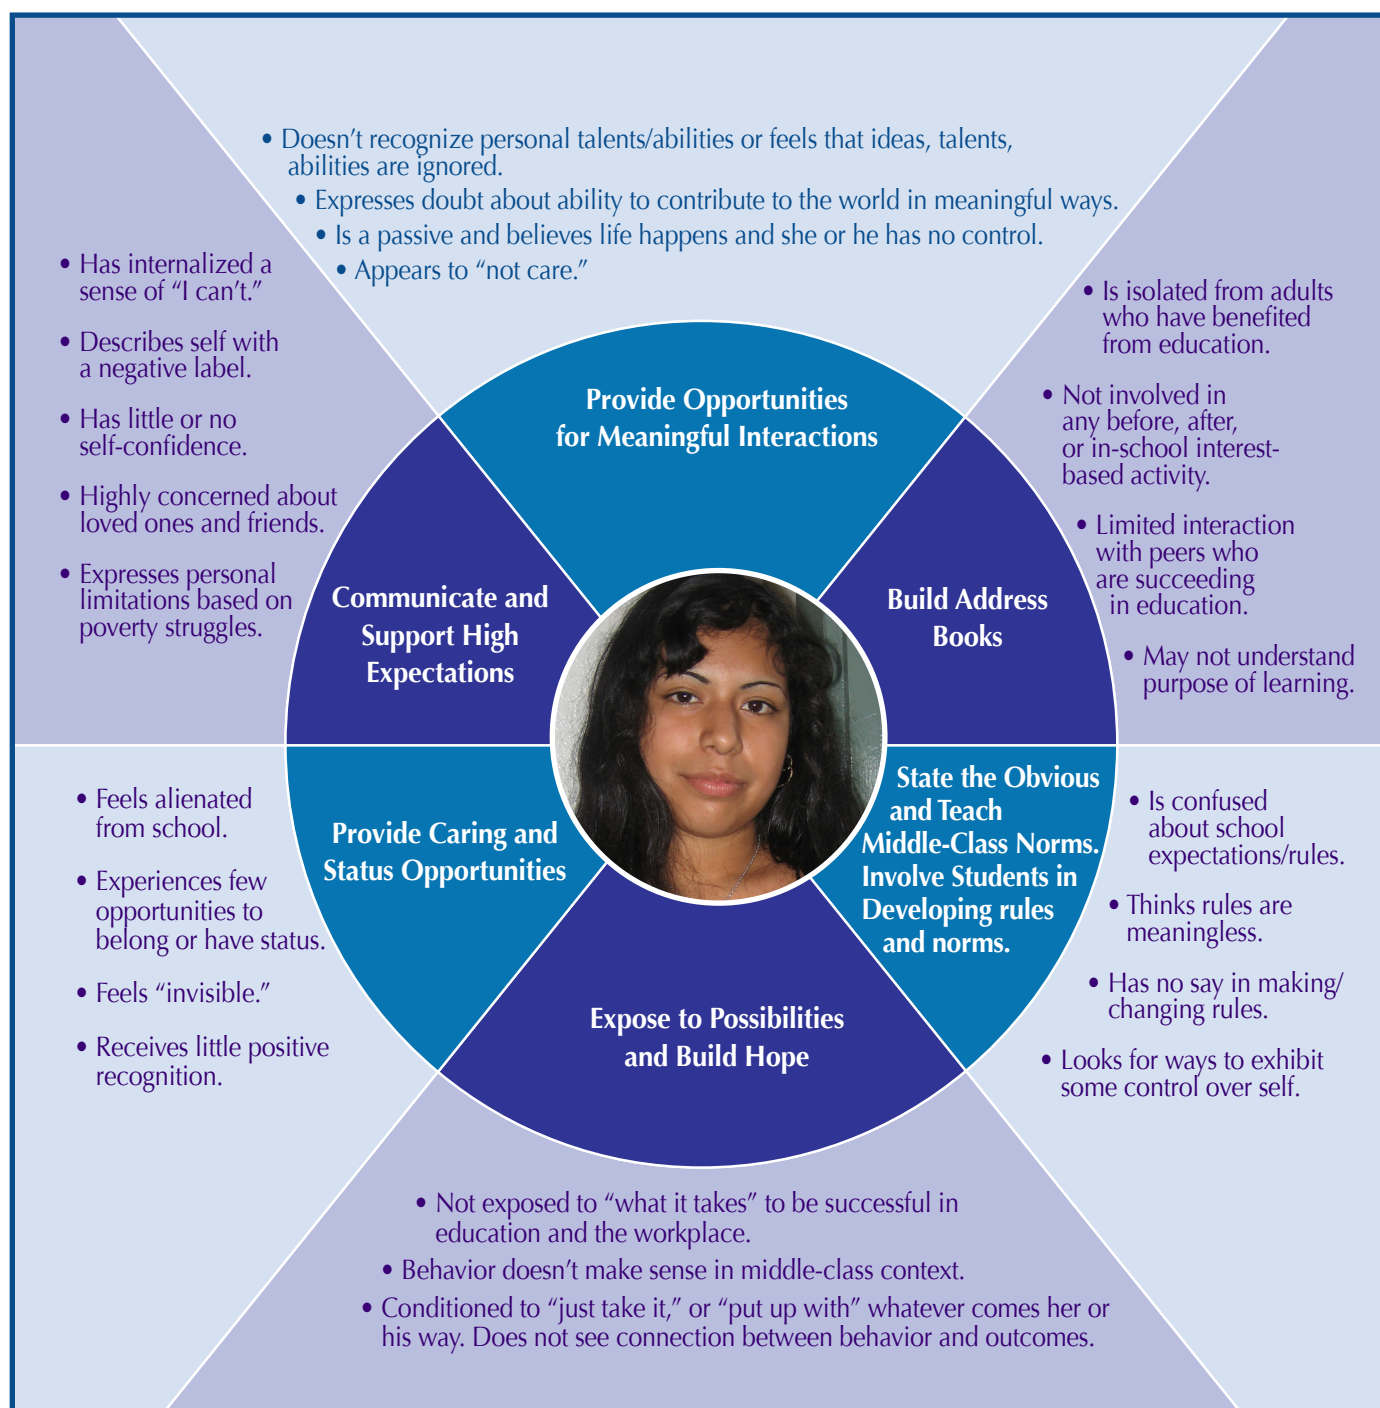 • Doesn’t recognize personal talents/abilities or feels that ideas, talents,
abilities are ignored.
• Expresses doubt about ability to contribute to the world in meaningful ways.
• Is a passive and believes life happens and she or he has no control.
• Appears to “not care.”
• Has internalized a
sense of “I can’t.”
• Describes self with
a negative label.
• Has little or no
self-confidence.
• Highly concerned about
loved ones and friends.
• Expresses personal
limitations based on
poverty struggles.
Provide Opportunities
for Meaningful Interactions
• Is isolated from adults
who have benefited
from education.
• Not involved in
any before, after,
or in-school interest-
based activity.
• Limited interaction
with peers who
are succeeding
in education.
• May not understand
purpose of learning.
Communicate and
Support High
Expectations
Build Address
Books
• Feels alienated
from school.
• Experiences few
opportunities to
belong or have status.
• Feels “invisible.”
• Receives little positive
recognition.
Provide Caring and
Status Opportunities
State the Obvious
and Teach
Middle-Class Norms.
Involve Students in
Developing rules
and norms.
• Is confused
about school
expectations/rules.
• Thinks rules are
meaningless.
• Has no say in making/
changing rules.
• Looks for ways to exhibit
some control over self.
Expose to Possibilities
and Build Hope
• Not exposed to “what it takes” to be successful in
education and the workplace.
• Behavior doesn’t make sense in middle-class context.
• Conditioned to “just take it,” or “put up with” whatever comes her or
his way. Does not see connection between behavior and outcomes.